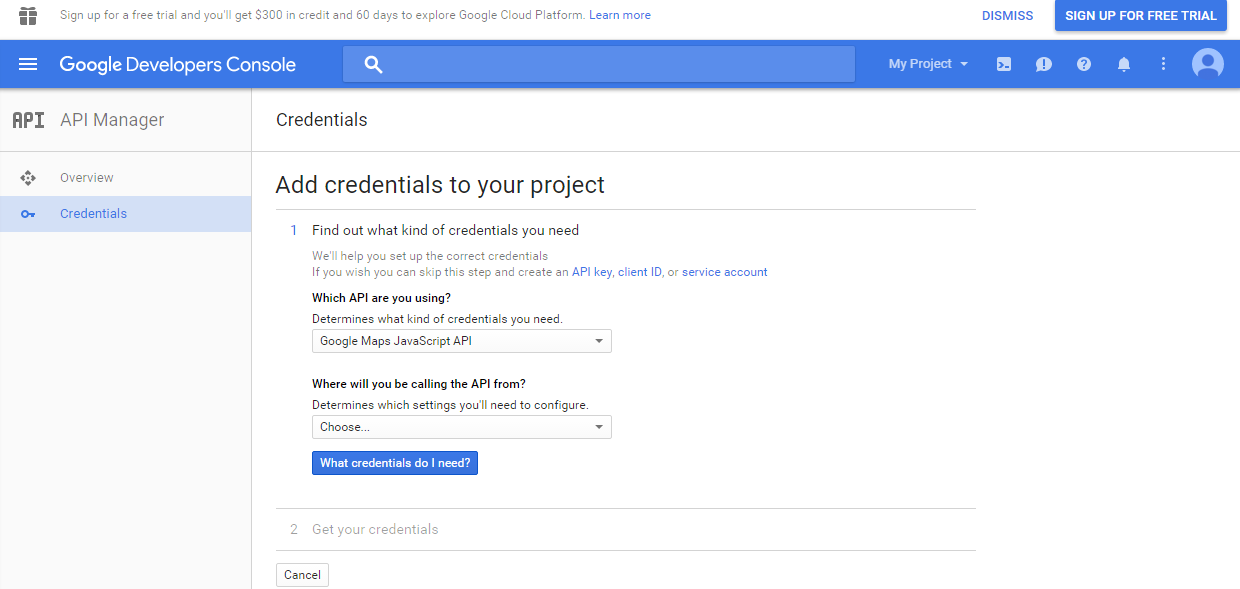 Sign up for a free trial and you'll get $300 in credit and 60 days to explore Google Cloud Platform. Learn more
DISMISS
SIGN UP FOR FREE TRIAL
Google Developers Console
My Project
API API Manager
Credentials
Overview
Credentials
Add credentials to your project
1 Find out what kind of credentials you need
We'll help you set up the correct credentials
If you wish you can skip this step and create an API key, client ID, or service account
Which API are you using?
Determines what kind of credentials you need.
Google Maps JavaScript API
Where will you be calling the API from?
Determines which settings you'll need to configure.
Choose...
What credentials do I need?
2 Get your credentials
Cancel